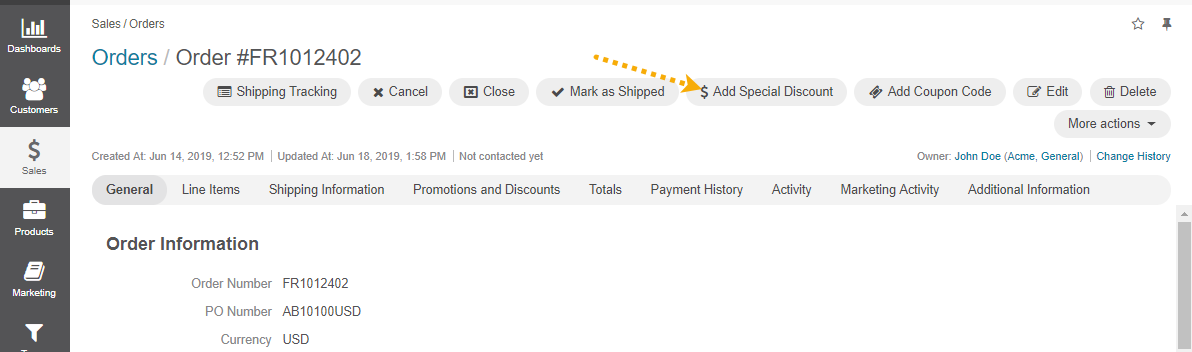 Dashboards
Customers
Sales
Products
Marketing
Sales / Orders
Orders / Order #FR1012402
Shipping Tracking Cancel Close Mark as Shipped Add Special Discount Add Coupon Code Edit Delete
More actions
Created At: Jun 14, 2019, 12:52 PM Updated At: Jun 18, 2019, 1:58 PM Not contacted yet Owner: John Doe (Acme, General) Change History
General Line Items Shipping Information Promotions and Discounts Totals Payment History Activity Marketing Activity Additional Information
Order Information
Order Number FR1012402
PO Number AB10100USD
Currency USD